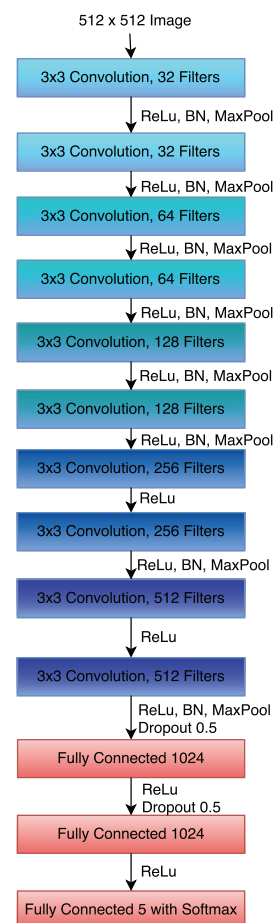 512 x 512 Image
3x3 Convolution, 32 Filters
ReLu, BN, MaxPool
3x3 Convolution, 32 Filters
ReLu, BN, MaxPool
3x3 Convolution, 64 Filters
ReLu, BN, MaxPool
3x3 Convolution, 64 Filters
ReLu, BN, MaxPool
3x3 Convolution, 128 Filters
ReLu, BN, MaxPool
3x3 Convolution, 128 Filters
ReLu, BN, MaxPool
3x3 Convolution, 256 Filters
ReLu
3x3 Convolution, 256 Filters
ReLu, BN, MaxPool
3x3 Convolution, 512 Filters
ReLu
3x3 Convolution, 512 Filters
ReLu, BN, MaxPool
Dropout 0.5
Fully Connected 1024
ReLu
Dropout 0.5
Fully Connected 1024
ReLu
Fully Connected 5 with Softmax